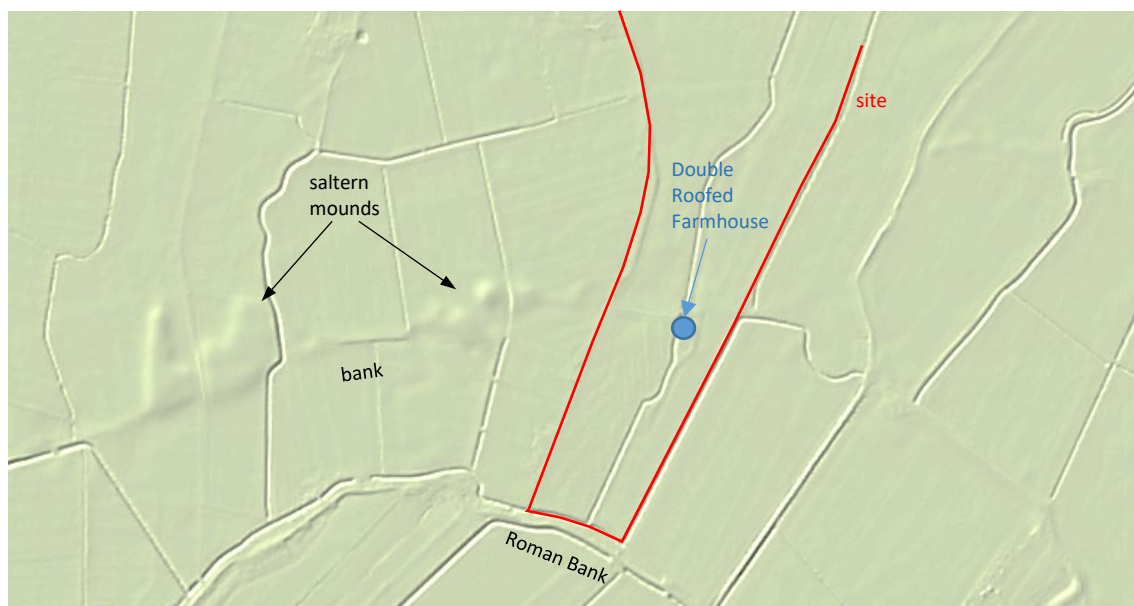 site
Double
Roofed
Farmhouse
saltern
mounds
bank
Roman Bank